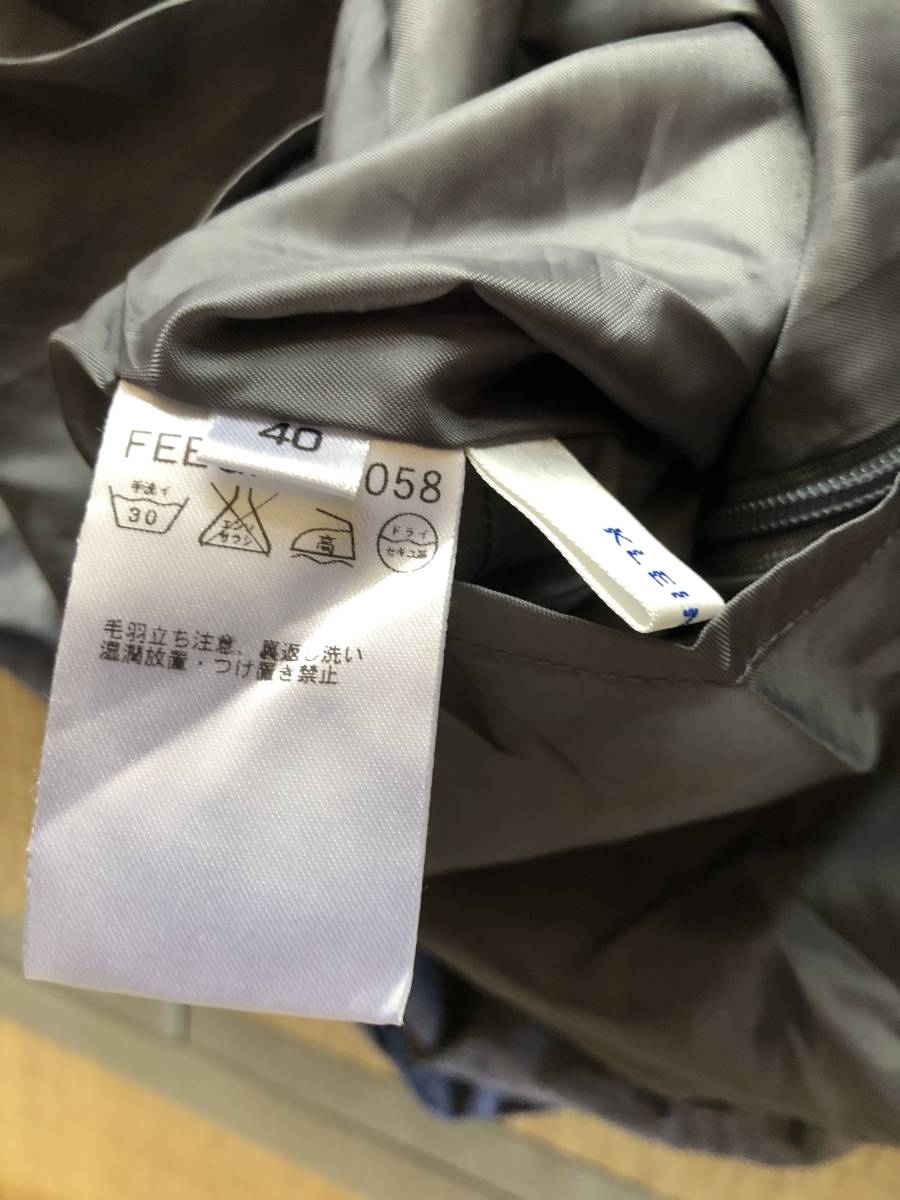 40
FEE 058
手洗イ
30
エンソ
サラシ
高
ドライ
セキユ系
毛羽立ち注意、裏返し洗い
湿潤放置・つけ置き禁止